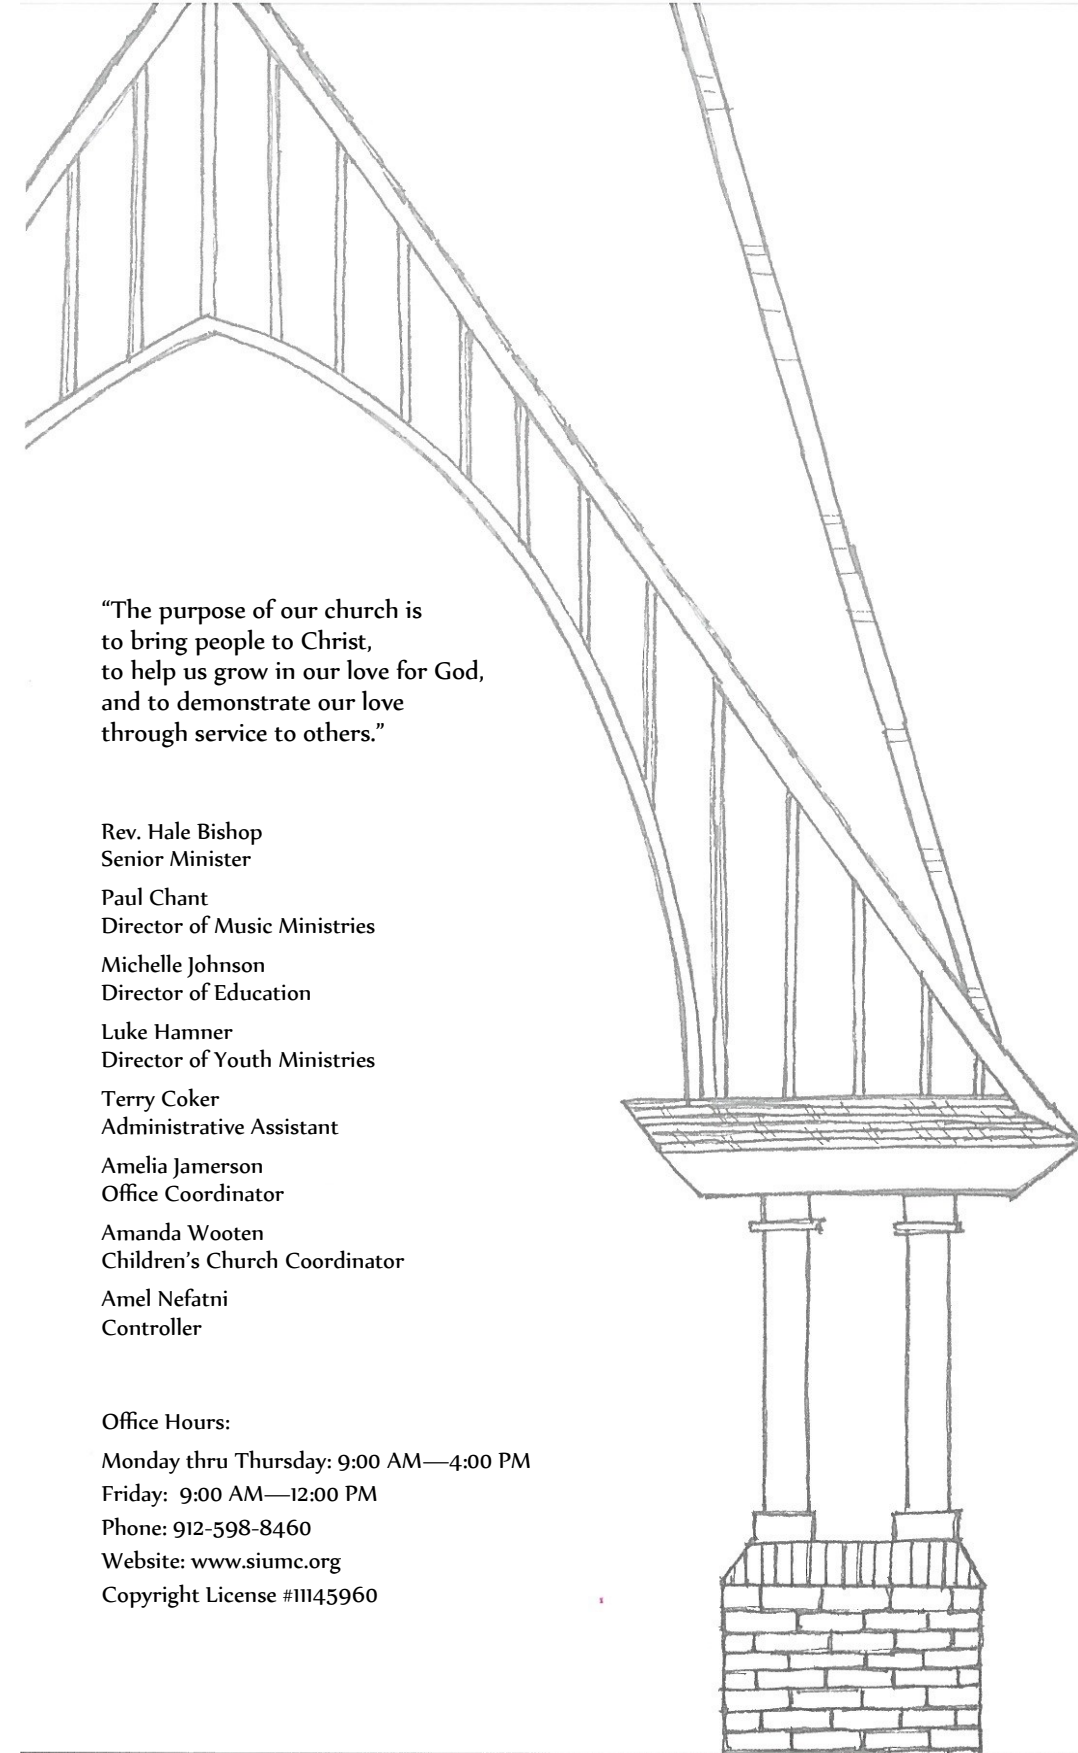 “The purpose of our church is
to bring people to Christ,
to help us grow in our love for God,
and to demonstrate our love
through service to others.”
Rev. Hale Bishop
Senior Minister
Paul Chant
Director of Music Ministries
Michelle Johnson
Director of Education
Luke Hamner
Director of Youth Ministries
Terry Coker
Administrative Assistant
Amelia Jamerson
Office Coordinator
Amanda Wooten
Children’s Church Coordinator
Amel Nefatni
Controller
Office Hours:
Monday thru Thursday: 9:00 AM—4:00 PM
Friday:  9:00 AM—12:00 PM
Phone: 912-598-8460
Website: www.siumc.org
Copyright License #11145960